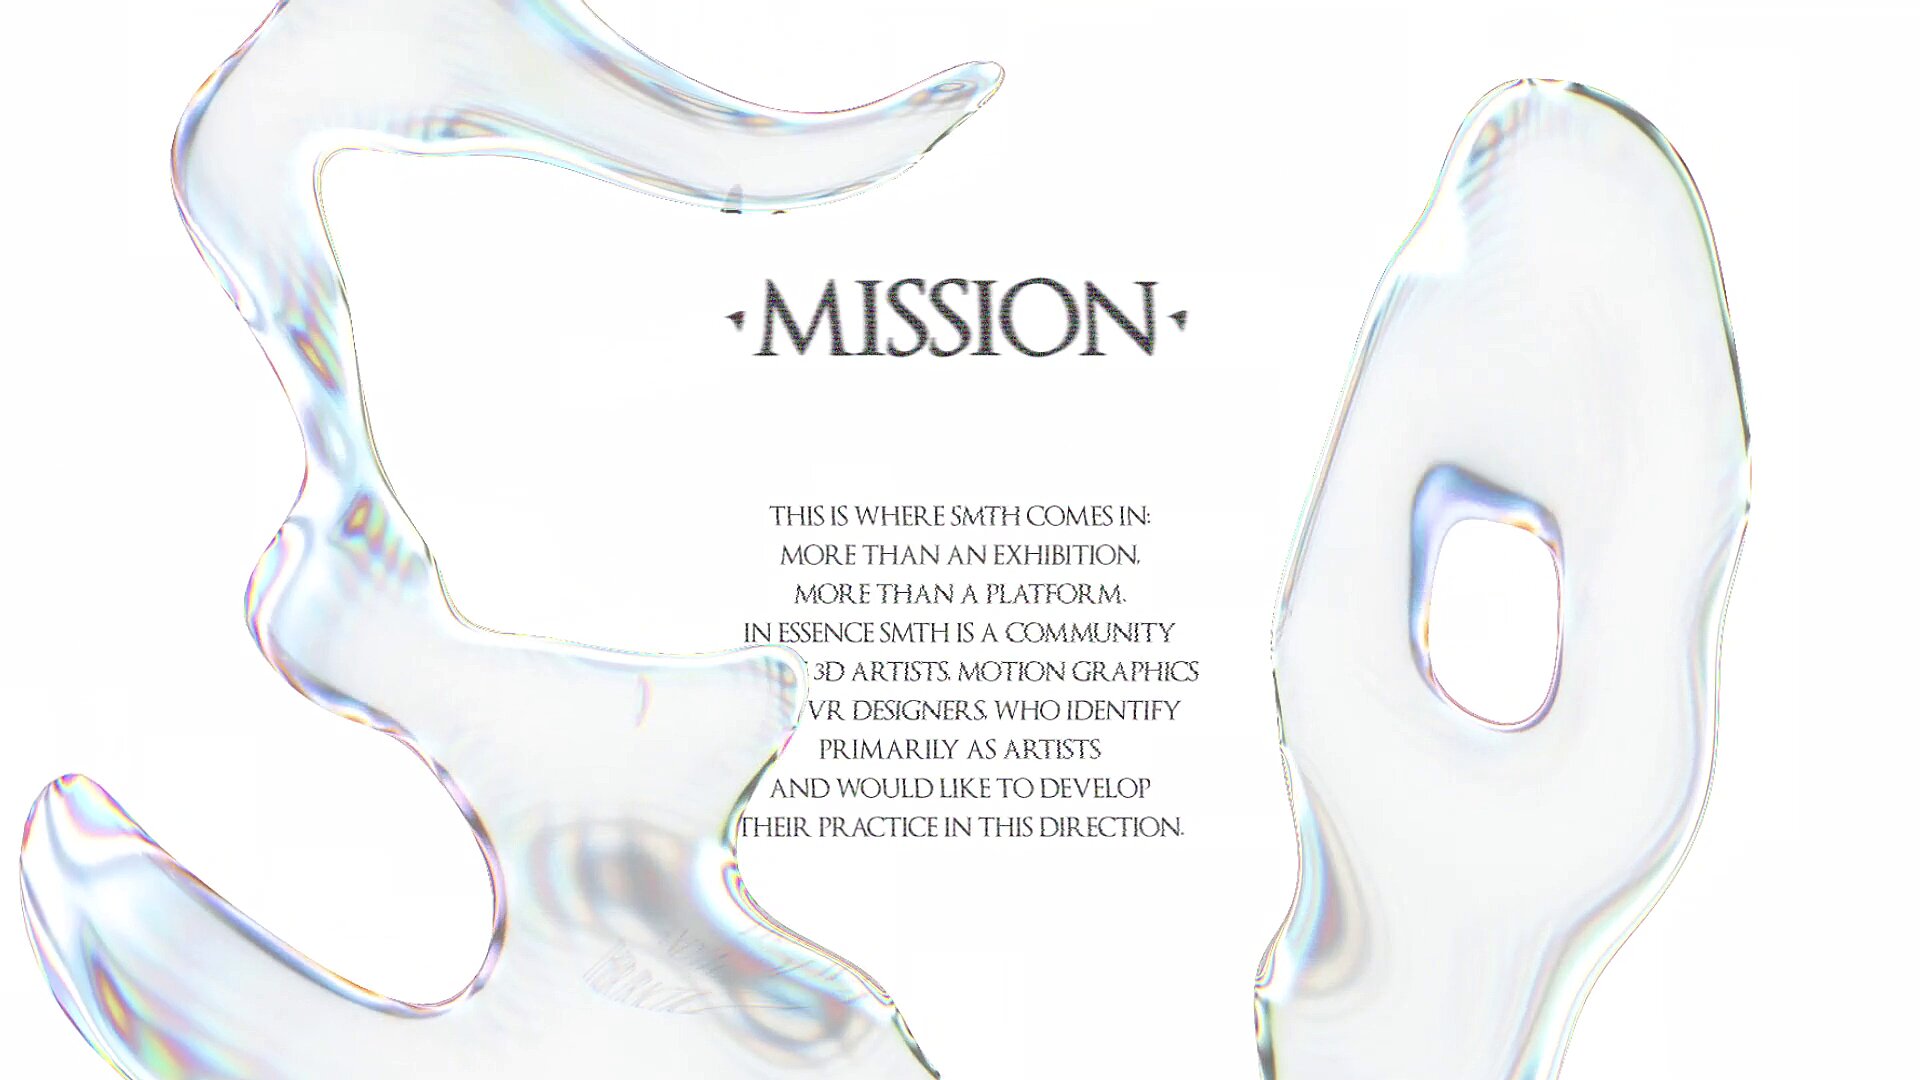 MISSION
THIS IS WHERE SMTH COMES IN:
MORE THAN AN EXHIBITION,
MORE THAN A PLATFORM.
IN ESSENCE SMTH IS A COMMUNITY
3D ARTISTS, MOTION GRAPHICS
VR DESIGNERS, WHO IDENTIFY
PRIMARILY AS ARTISTS
AND WOULD LIKE TO DEVELOP
THEIR PRACTICE IN THIS DIRECTION.